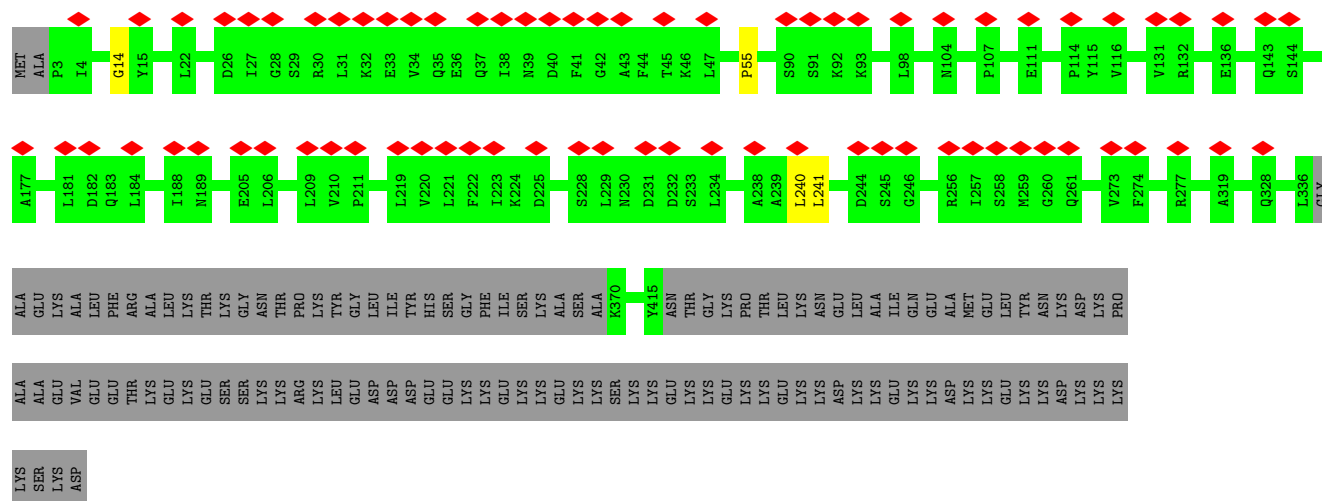 MET ALA P3 I4 G14 Y15 L22 D26 I27 G28 S29 R30 L31 K32 E33 V34 Q35 E36 Q37 I38 N39 D40 F41 G42 A43 F44 T45 K46 L47 P55 S90 S91 K92 K93 L98 N104 P107 E111 P114 Y115 V116 V131 R132 E136 Q143 S144
A177 L181 D182 Q183 L184 I188 N189 E205 L206 L209 V210 P211 L219 V220 L221 F222 I223 K224 D225 S228 L229 N230 D231 D232 S233 L234 A238 A239 L240 L241 D244 S245 G246 R256 I257 S258 M259 G260 Q261 V273 F274 R277 A319 Q328 L336 GLY
ALA GLU LYS ALA LEU PHE ARG ALA LEU LYS THR LYS GLY ASN THR PRO LYS TYR GLY LEU ILE TYR HIS SER GLY PHE ILE SER LYS ALA SER ALA K370 Y415 ASN THR GLY LYS PRO THR LEU LYS ASN GLU LEU ALA ILE GLN GLU ALA MET GLU LEU TYR ASN LYS ASP LYS PRO
ALA ALA GLU VAL GLU GLU THR LYS GLU LYS GLU SER SER LYS LYS ARG LYS LEU GLU ASP ASP ASP GLU GLU LYS LYS GLU LYS LYS GLU LYS LYS SER LYS LYS GLU LYS LYS GLU LYS LYS GLU LYS LYS ASP LYS LYS GLU LYS LYS ASP LYS LYS GLU LYS LYS ASP LYS LYS LYS
LYS SER LYS ASP